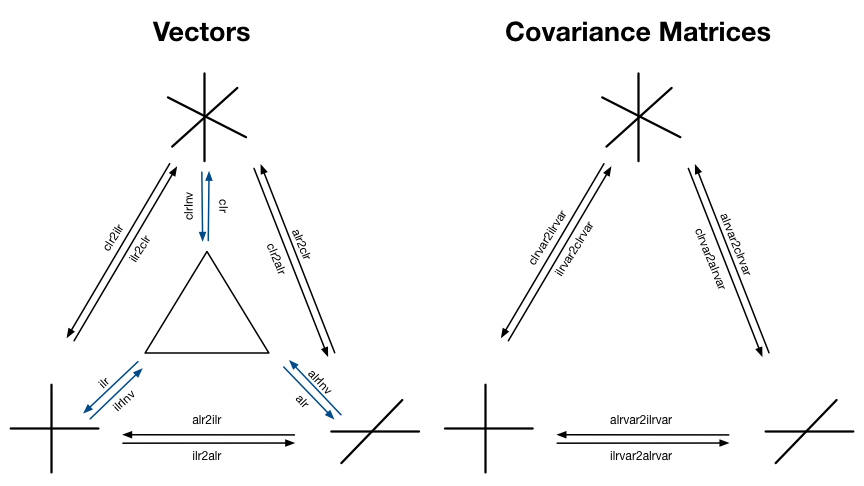 Vectors
Covariance Matrices
clrInv
clr
clr2ilr
ilr2clr
alr2clr
clr2alr
ilr
ilrInv
alrInv
alr
alr2ilr
ilr2alr
clrvar2ilrvar
ilrvar2clrvar
alrvar2clrvar
clrvar2alrvar
alrvar2ilrvar
ilrvar2alrvar